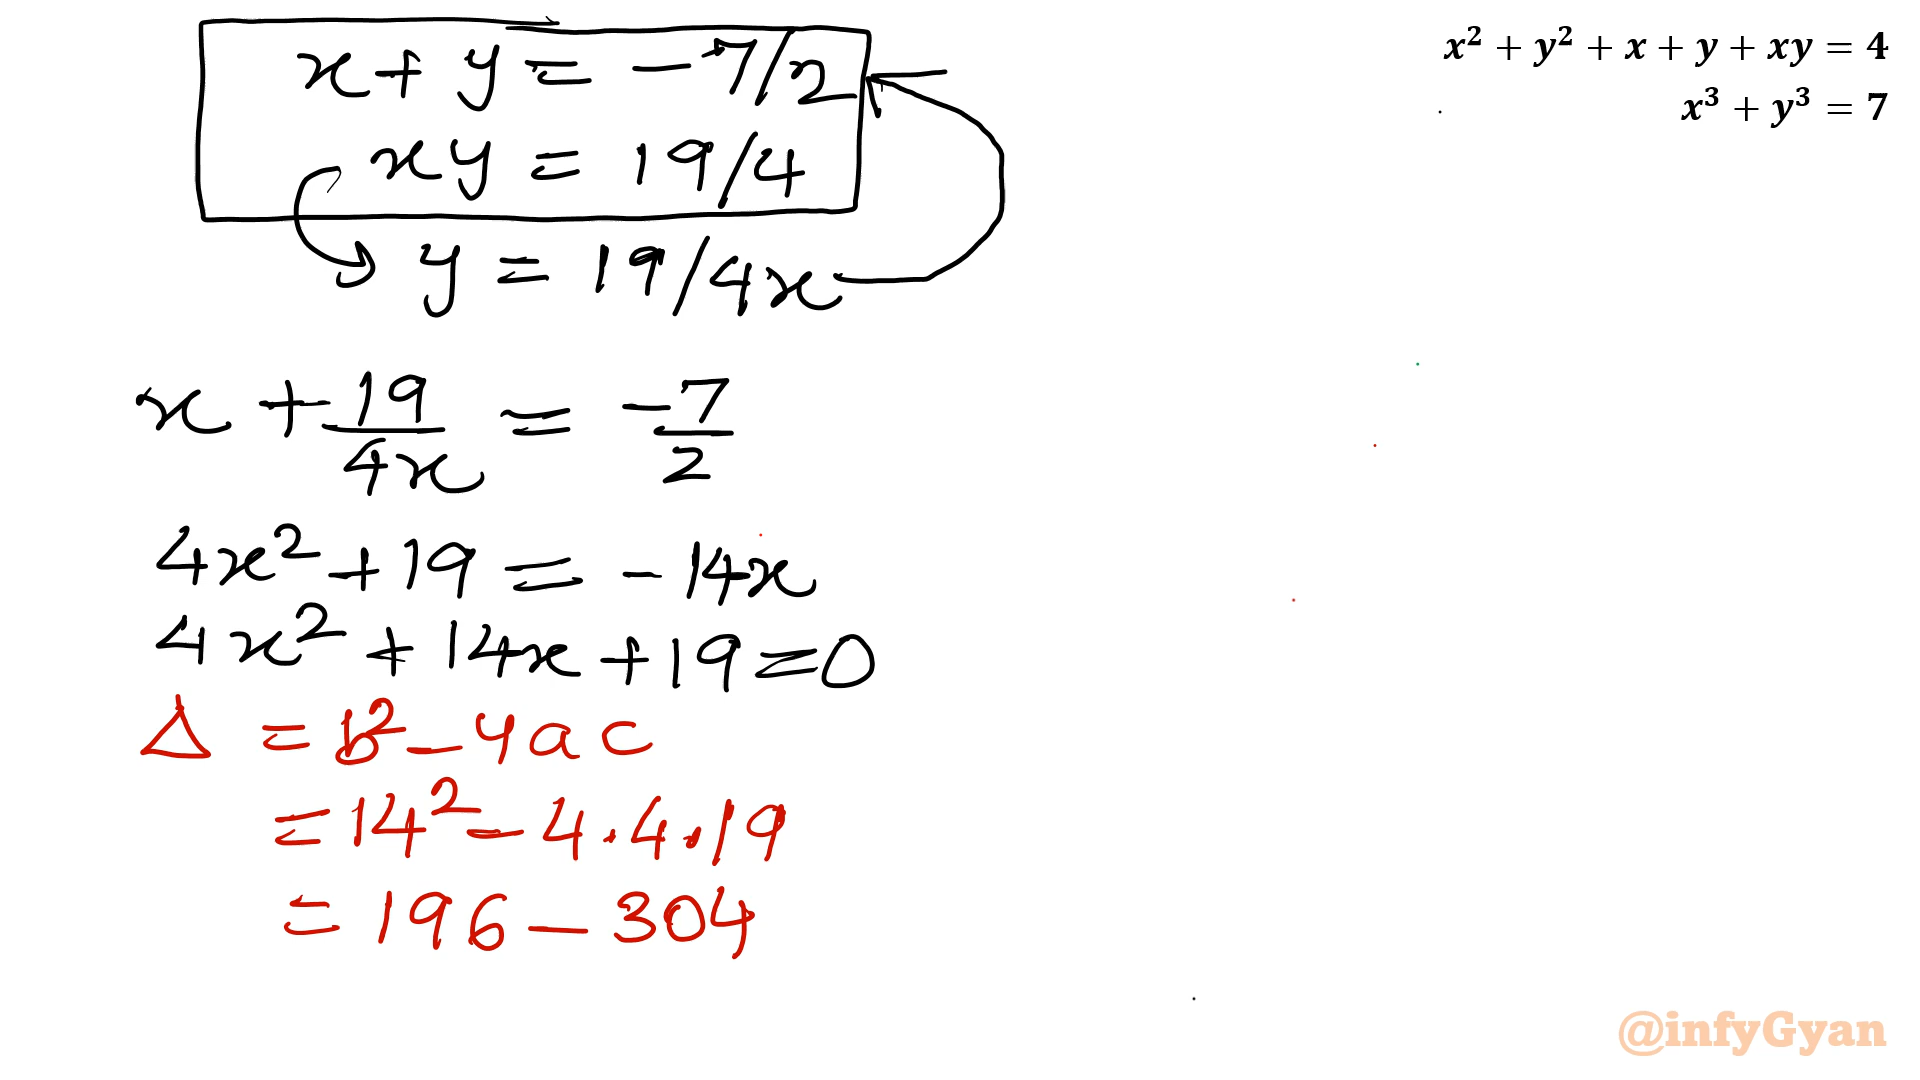 x + y = -7/2
xy = 19/4
y = 19/4x
x + 19/4x = -7/2
4x² + 19 = -14x
4x² + 14x + 19 = 0
Δ = b² - 4ac
= 14² - 4.4.19
= 196 - 304
x² + y² + x + y + xy = 4
x³ + y³ = 7
@infyGyan